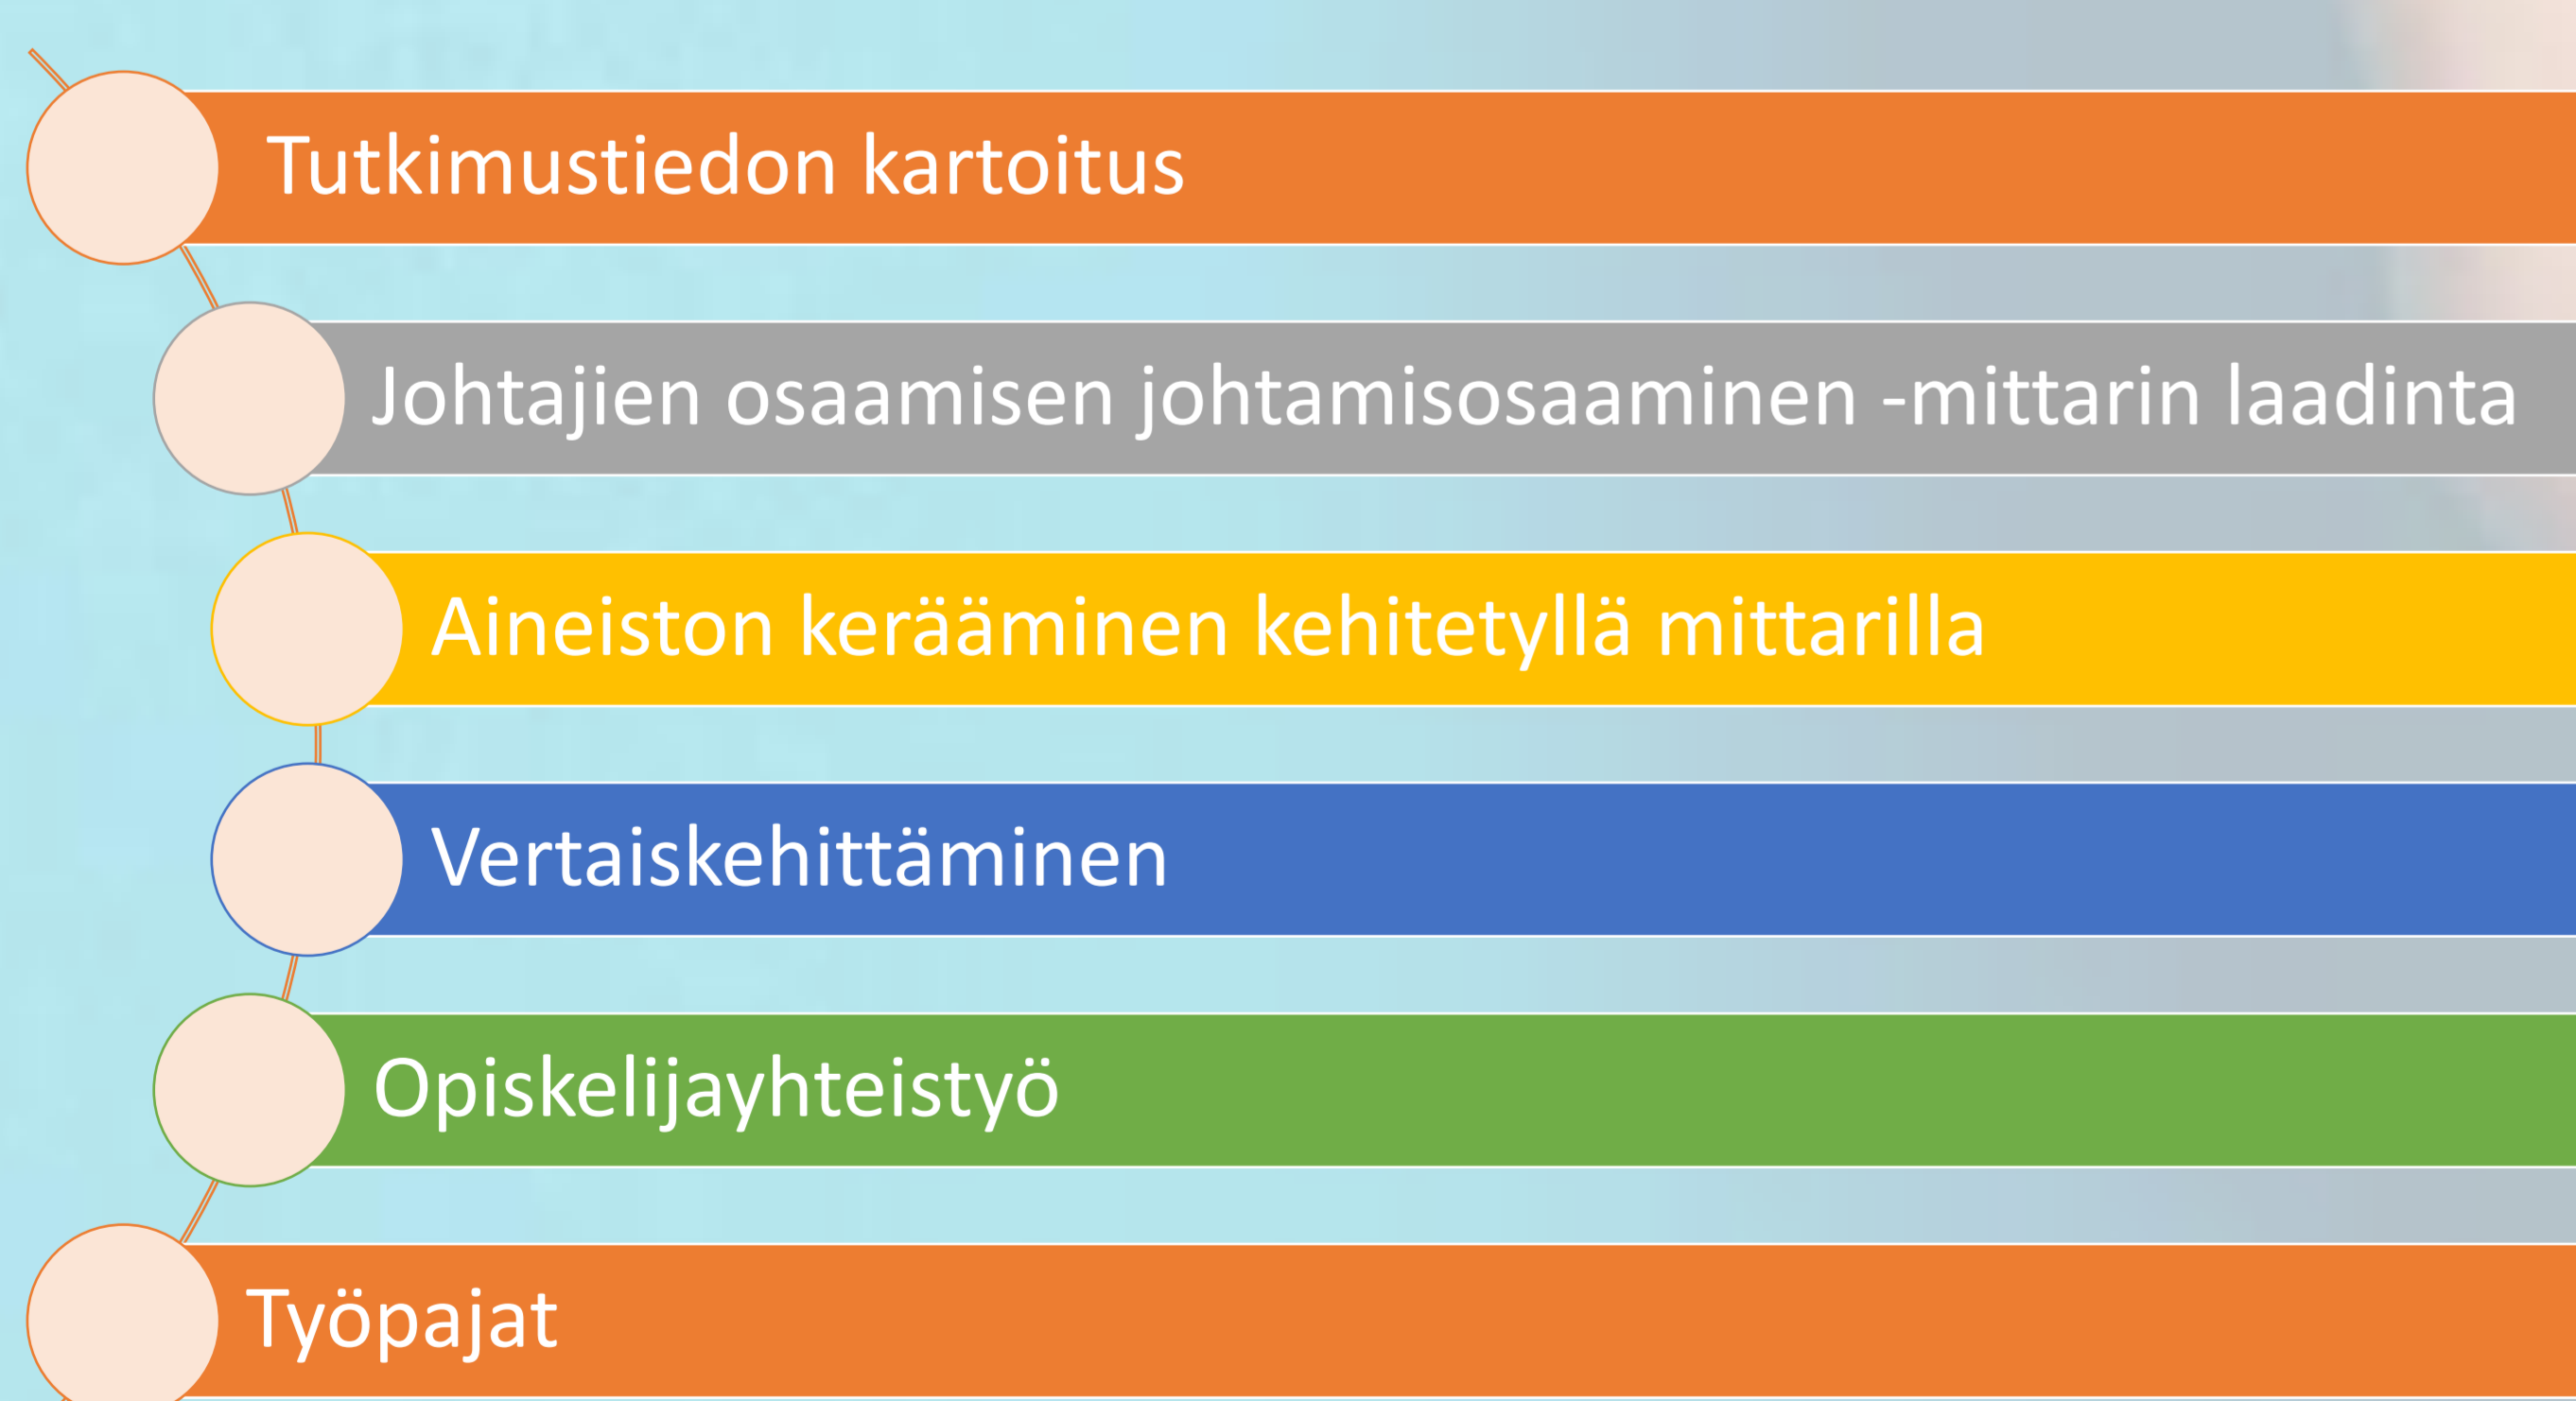 Tutkimustiedon kartoitus
Johtajien osaamisen johtamisosaaminen -mittarin laadinta
Aineiston kerääminen kehitetyllä mittarilla
Vertaiskehittäminen
Opiskelijayhteistyö
Työpajat